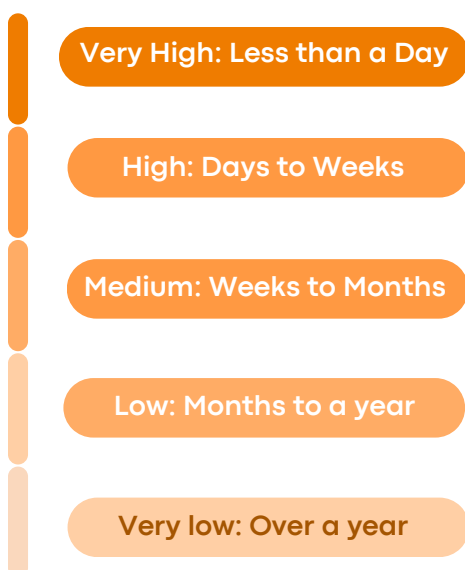 Very High: Less than a Day
High: Days to Weeks
Medium: Weeks to Months
Low: Months to a year
Very low: Over a year